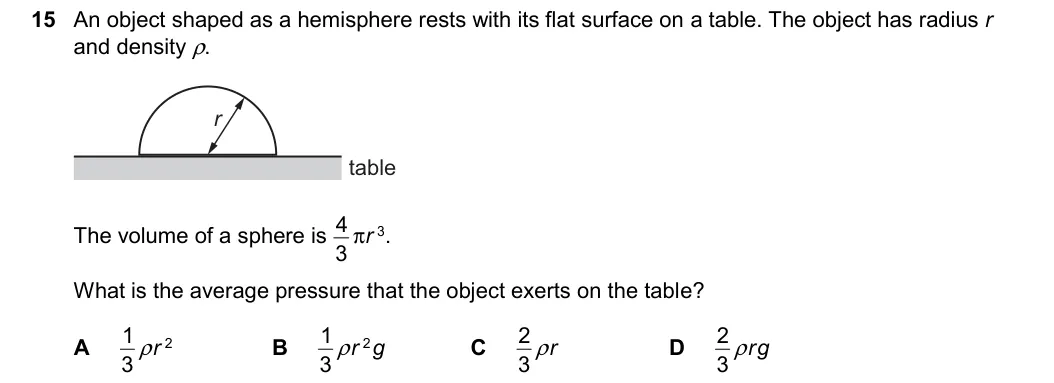 15 An object shaped as a hemisphere rests with its flat surface on a table. The object has radius r
and density ρ.
r
table
The volume of a sphere is 4/3 πr³.
What is the average pressure that the object exerts on the table?
A 1/3 ρr² B 1/3 ρr²g C 2/3 ρr D 2/3 ρrg